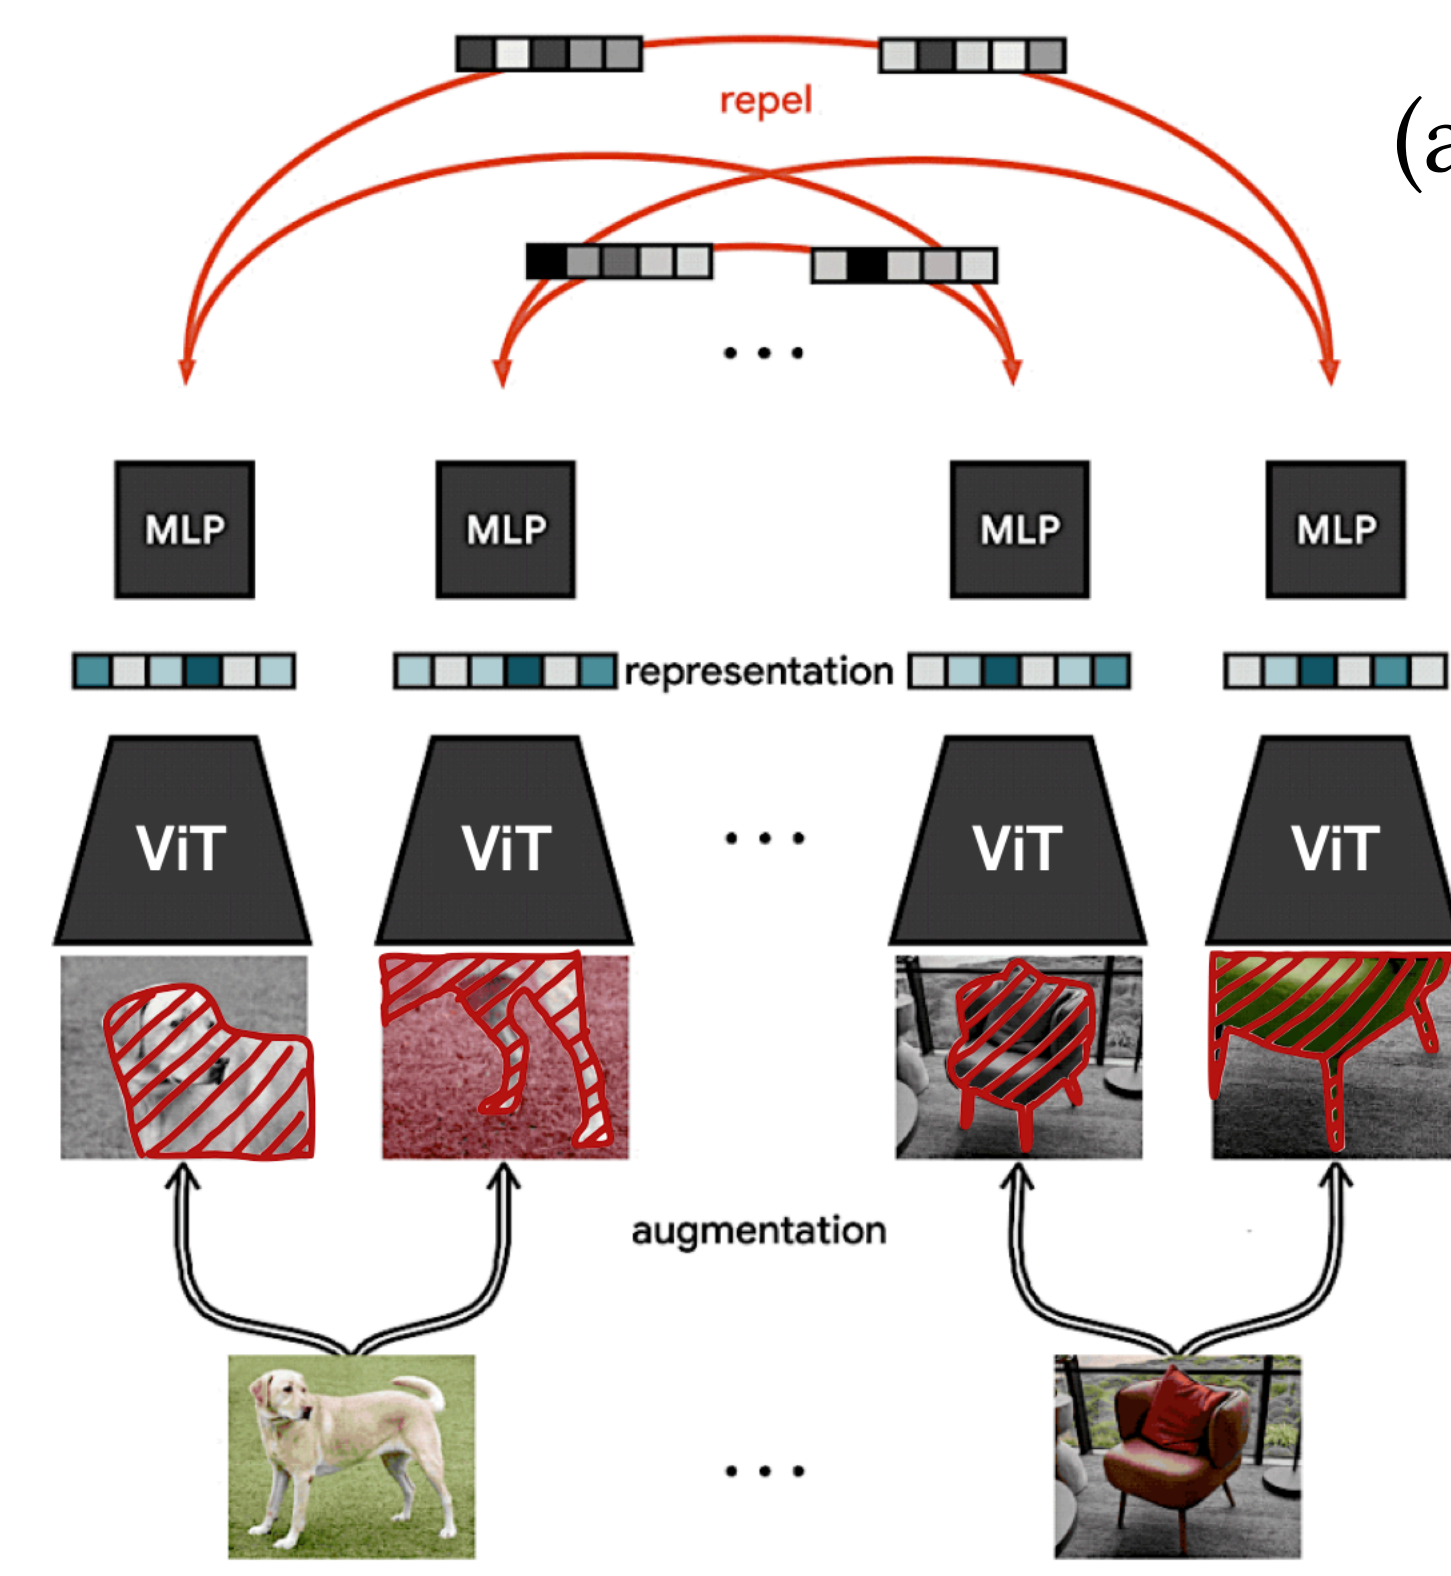 repel
(a
MLP MLP MLP MLP
representation
ViT ViT ViT ViT
augmentation